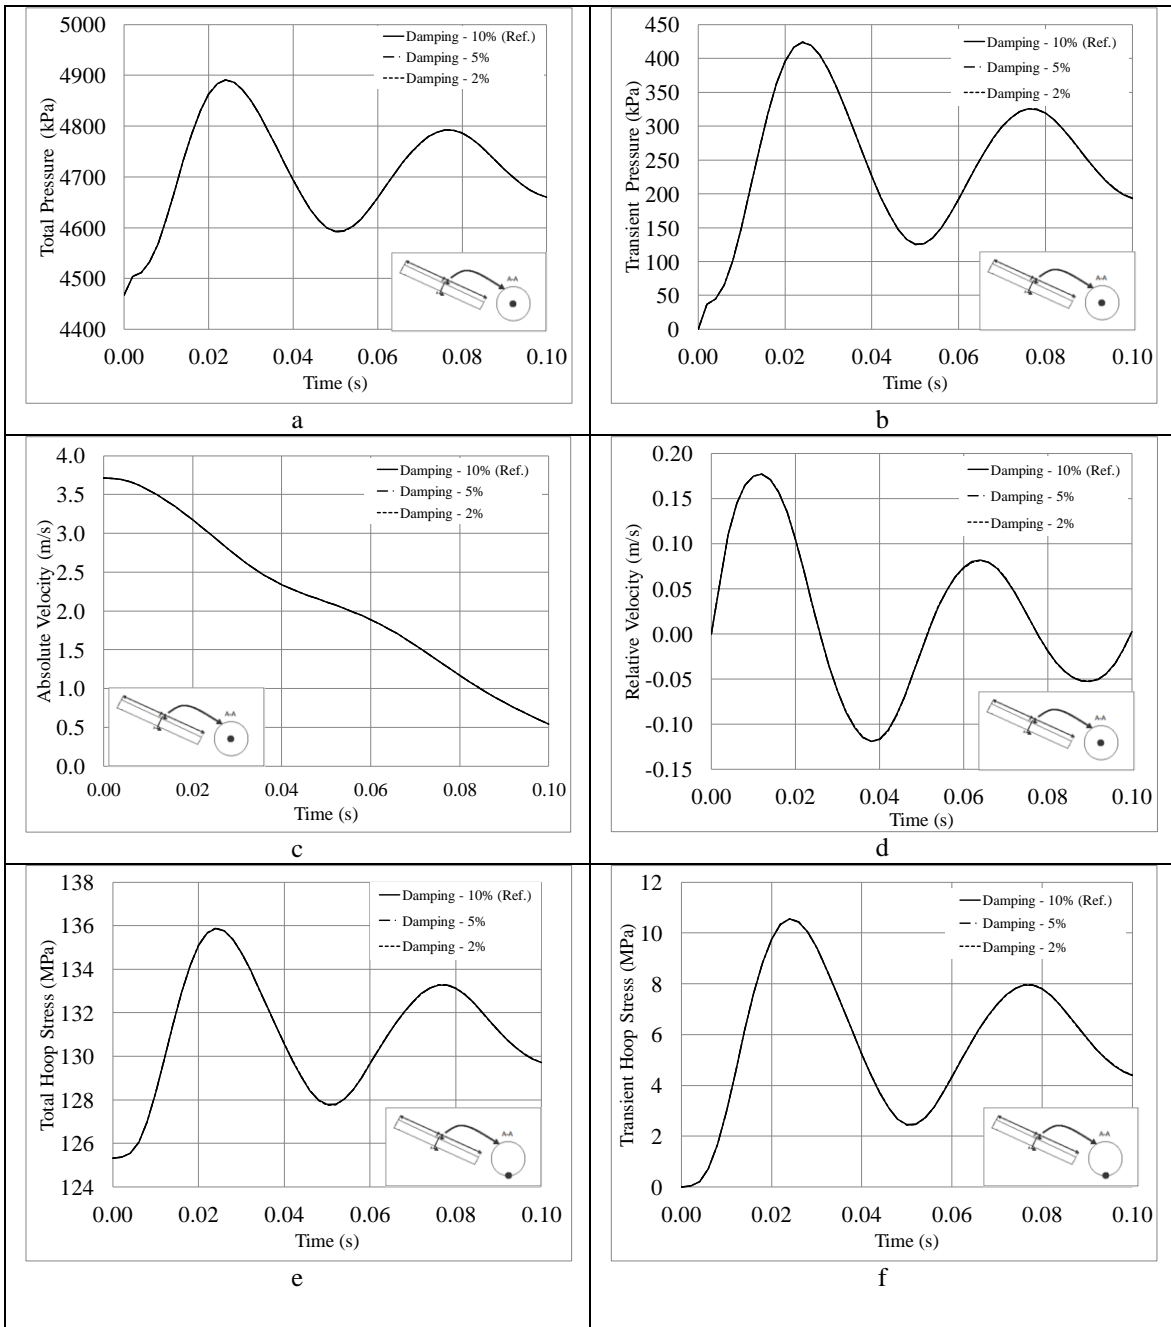 5000
4900
4800
4700
4600
4500
4400
Total Pressure (kPa)
Damping - 10% (Ref.)
Damping - 5%
Damping - 2%
A-A
0.00 0.02 0.04 0.06 0.08 0.10
Time (s)
a
450
400
350
300
250
200
150
100
50
0
Transient Pressure (kPa)
Damping - 10% (Ref.)
Damping - 5%
Damping - 2%
A-A
0.00 0.02 0.04 0.06 0.08 0.10
Time (s)
b
4.0
3.5
3.0
2.5
2.0
1.5
1.0
0.5
0.0
Absolute Velocity (m/s)
Damping - 10% (Ref.)
Damping - 5%
Damping - 2%
A-A
0.00 0.02 0.04 0.06 0.08 0.10
Time (s)
c
0.20
0.15
0.10
0.05
0.00
-0.05
-0.10
-0.15
Relative Velocity (m/s)
Damping - 10% (Ref.)
Damping - 5%
Damping - 2%
A-A
0.00 0.02 0.04 0.06 0.08 0.10
Time (s)
d
138
136
134
132
130
128
126
124
Total Hoop Stress (MPa)
Damping - 10% (Ref.)
Damping - 5%
Damping - 2%
A-A
0.00 0.02 0.04 0.06 0.08 0.10
Time (s)
e
12
10
8
6
4
2
0
Transient Hoop Stress (MPa)
Damping - 10% (Ref.)
Damping - 5%
Damping - 2%
A-A
0.00 0.02 0.04 0.06 0.08 0.10
Time (s)
f